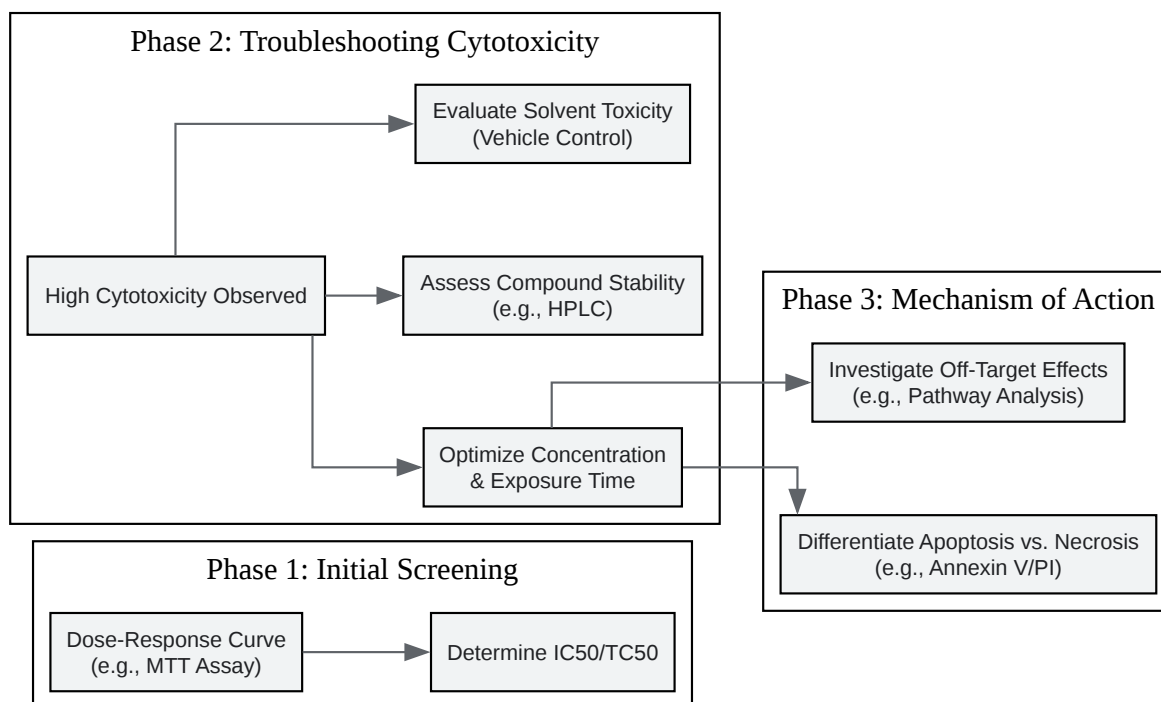 Phase 2: Troubleshooting Cytotoxicity
Evaluate Solvent Toxicity
(Vehicle Control)
High Cytotoxicity Observed
Assess Compound Stability
(e.g., HPLC)
Optimize Concentration
& Exposure Time
Phase 3: Mechanism of Action
Investigate Off-Target Effects
(e.g., Pathway Analysis)
Differentiate Apoptosis vs. Necrosis
(e.g., Annexin V/PI)
Phase 1: Initial Screening
Dose-Response Curve
(e.g., MTT Assay)
Determine IC50/TC50